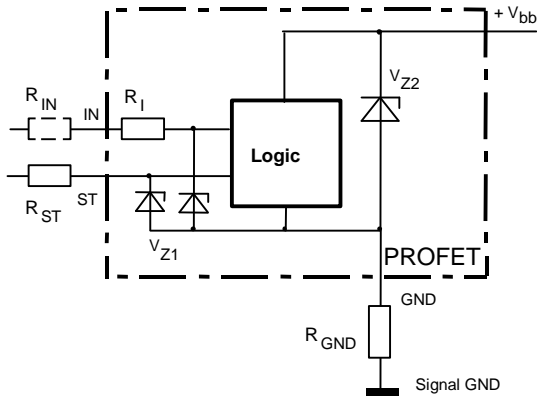 + V bb
V Z2
R IN
IN
R I
Logic
R ST
ST
V Z1
PROFET
GND
R GND
Signal GND